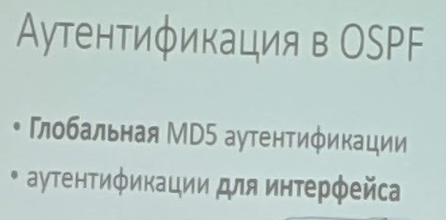 Аутентификация в OSPF
• Глобальная MD5 аутентификации
• аутентификации для интерфейса